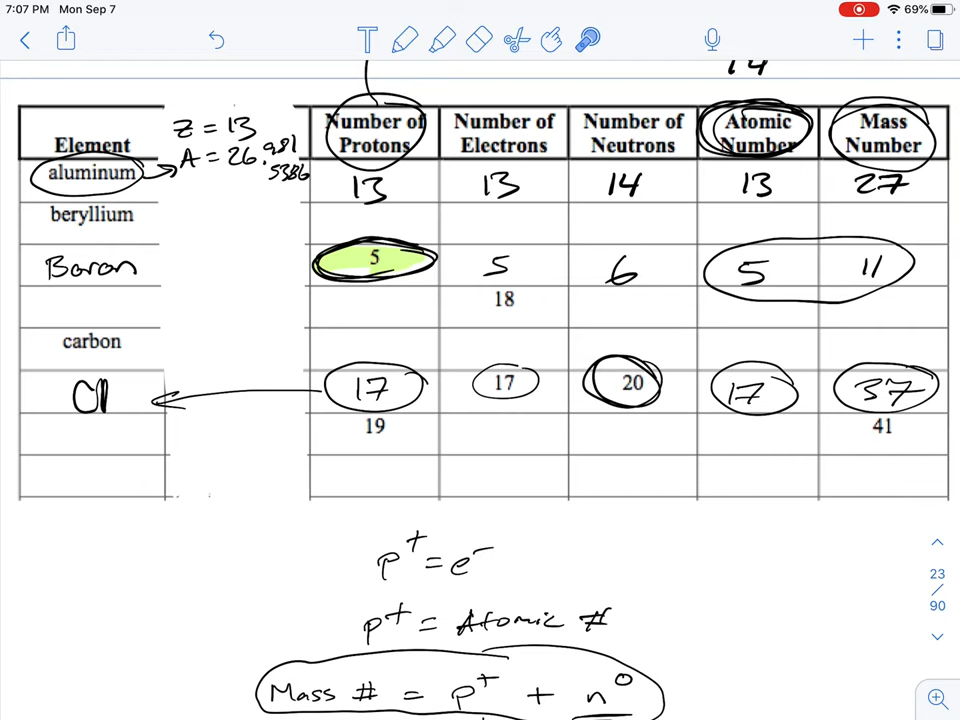 7:07 PM Mon Sep 7
69%
14
Element
Z = 13
A = 26.981
5386
Number of Protons
Number of Electrons
Number of Neutrons
Atomic Number
Mass Number
aluminum 13 13 14 13 27
beryllium
Boron 5 5 6 5 11
18
carbon
Cl 17 17 20 17 37
19 41
p+ = e-
p+ = Atomic #
Mass # = p+ + n0
23
/
90